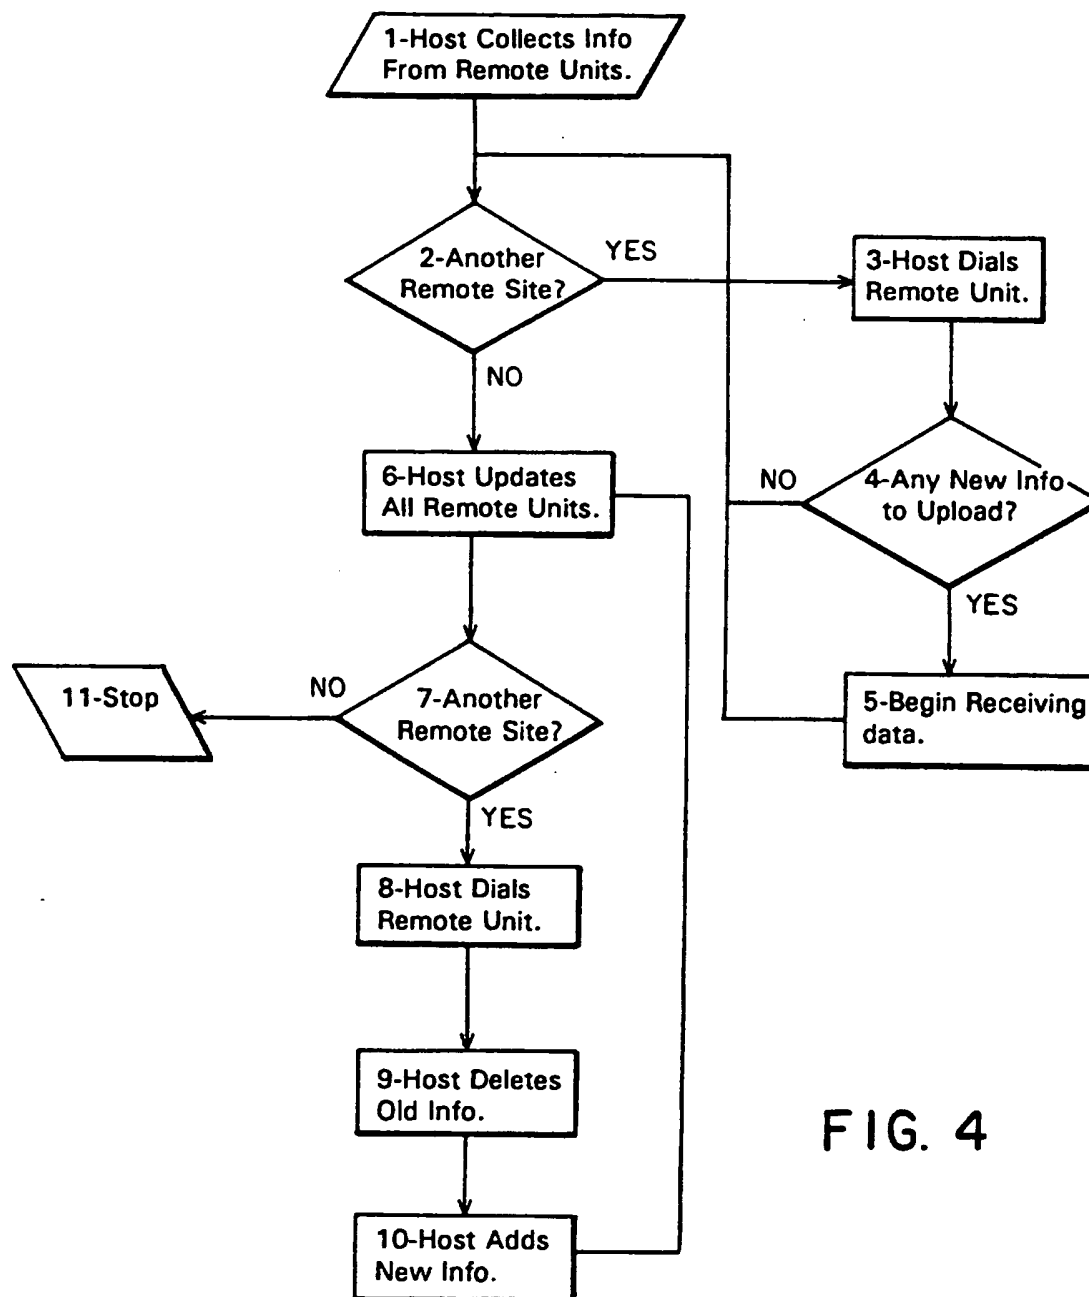 1-Host Collects Info
From Remote Units.
2-Another
Remote Site?
YES
3-Host Dials
Remote Unit.
NO
4-Any New Info
to Upload?
NO
YES
5-Begin Receiving
data.
6-Host Updates
All Remote Units.
7-Another
Remote Site?
NO
11-Stop
YES
8-Host Dials
Remote Unit.
9-Host Deletes
Old Info.
10-Host Adds
New Info.
FIG. 4